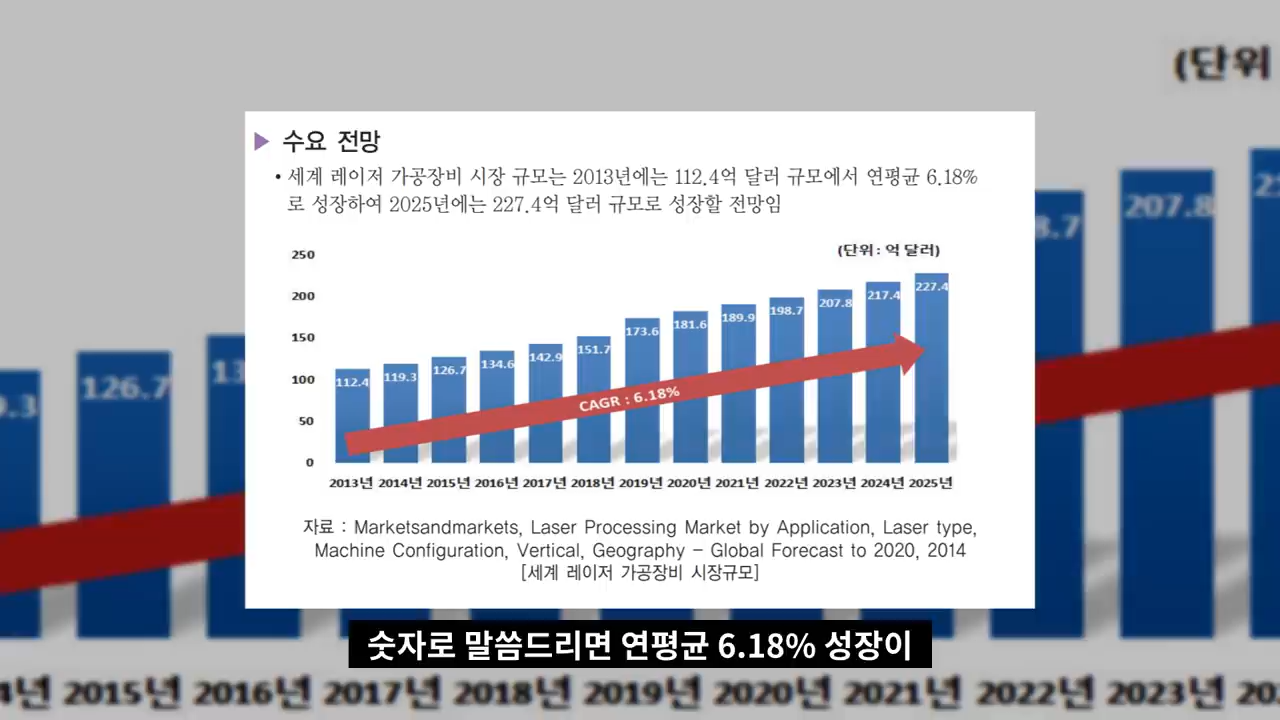 (단위
▶ 수요 전망
• 세계 레이저 가공장비 시장 규모는 2013년에는 112.4억 달러 규모에서 연평균 6.18%
로 성장하여 2025년에는 227.4억 달러 규모로 성장할 전망임
(단위 : 억 달러)
250
200
150
100
50
0
112.4 119.3 126.7 134.6 142.9 151.7 173.6 181.6 189.9 198.7 207.8 217.4 227.4
CAGR : 6.18%
2013년 2014년 2015년 2016년 2017년 2018년 2019년 2020년 2021년 2022년 2023년 2024년 2025년
자료 : Marketsandmarkets, Laser Processing Market by Application, Laser type,
Machine Configuration, Vertical, Geography - Global Forecast to 2020, 2014
[세계 레이저 가공장비 시장규모]
9.3 126.7 13 8.7 207.8 2
숫자로 말씀드리면 연평균 6.18% 성장이
4년 2015년 2016년 2017년 2018년 2019년 2020년 2021년 2022년 2023년 20